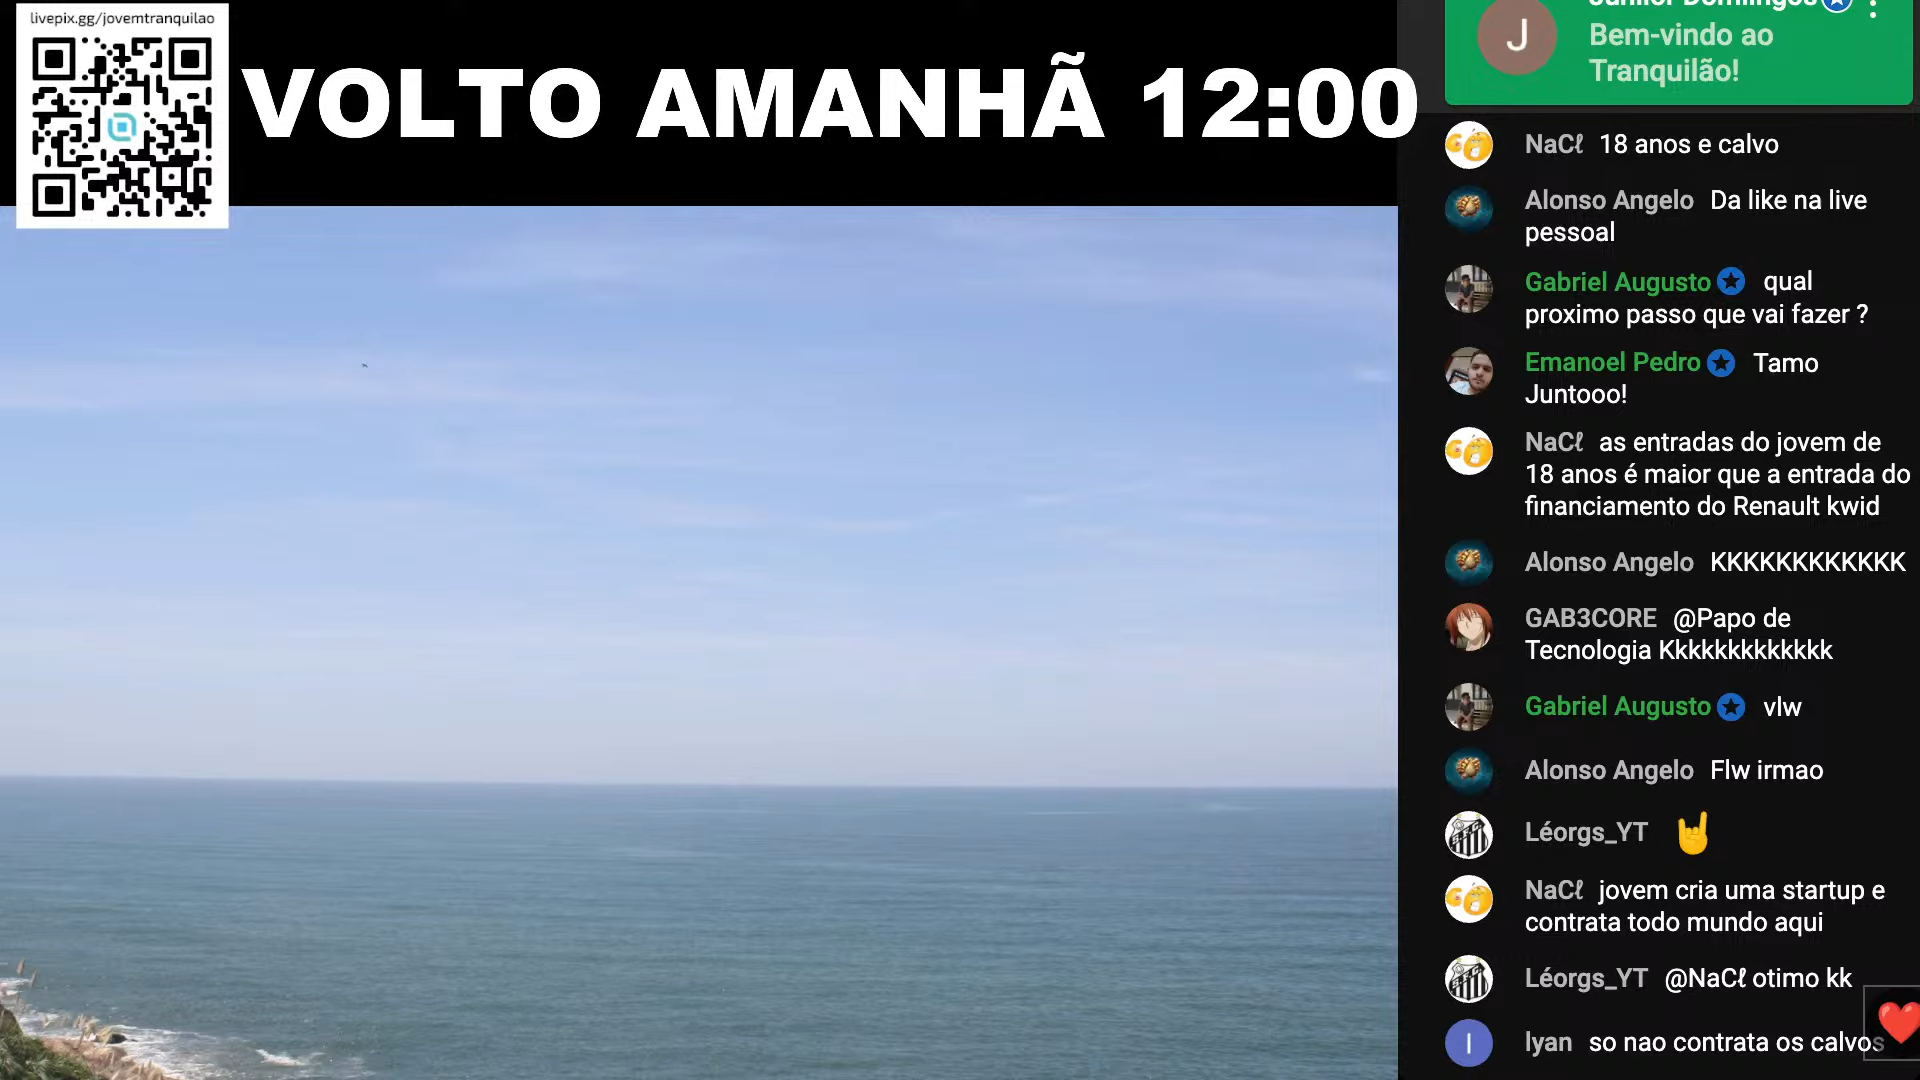 livepix.gg/jovemtranquilao
VOLTO AMANHÃ 12:00
J
Bem-vindo ao
Tranquilão!
NaCℓ 18 anos e calvo
Alonso Angelo Da like na live
pessoal
Gabriel Augusto qual
proximo passo que vai fazer ?
Emanoel Pedro Tamo
Juntooo!
NaCℓ as entradas do jovem de
18 anos é maior que a entrada do
financiamento do Renault kwid
Alonso Angelo KKKKKKKKKKKK
GAB3CORE @Papo de
Tecnologia Kkkkkkkkkkkkk
Gabriel Augusto vlw
Alonso Angelo Flw irmao
Léorgs_YT 🤘
NaCℓ jovem cria uma startup e
contrata todo mundo aqui
Léorgs_YT @NaCℓ otimo kk
I
lyan so nao contrata os calvos